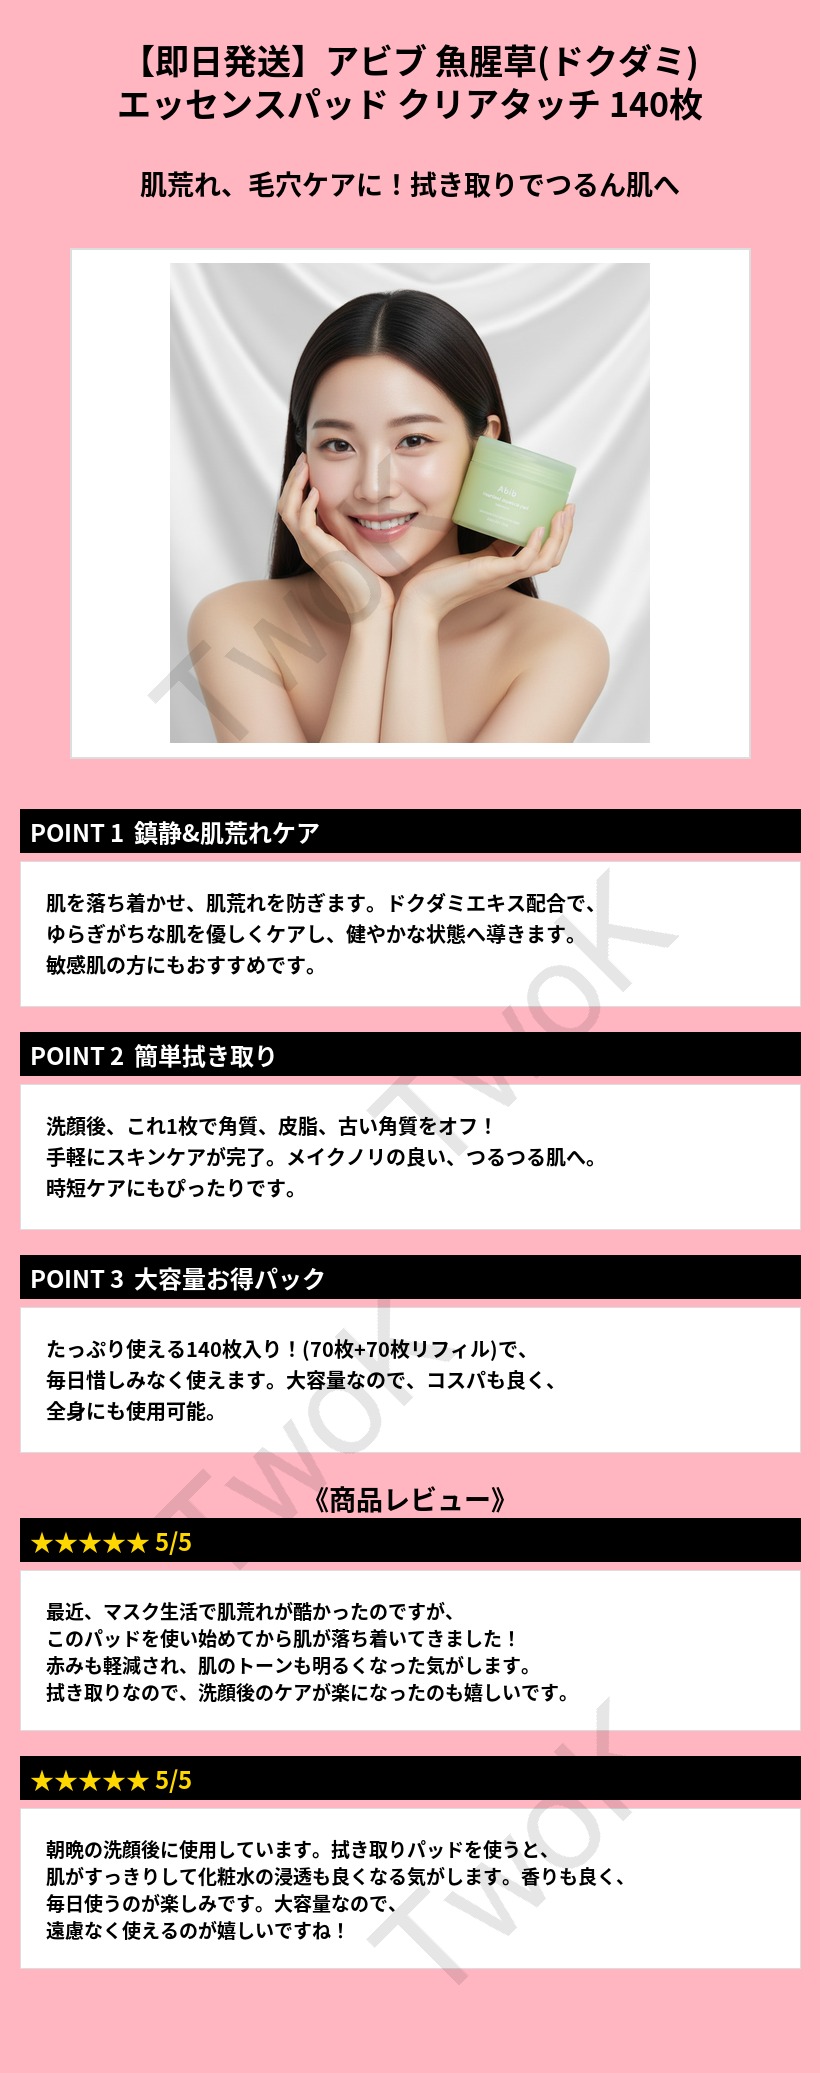 【即日発送】アビブ 魚腥草(ドクダミ)
エッセンスパッド クリアタッチ 140枚
肌荒れ、毛穴ケアに！拭き取りでつるん肌へ
Abib
TwoK
POINT 1 鎮静&肌荒れケア
肌を落ち着かせ、肌荒れを防ぎます。ドクダミエキス配合で、
ゆらぎがちな肌を優しくケアし、健やかな状態へ導きます。
敏感肌の方にもおすすめです。
TwoK
POINT 2 簡単拭き取り
洗顔後、これ1枚で角質、皮脂、古い角質をオフ！
手軽にスキンケアが完了。メイクノリの良い、つるつる肌へ。
時短ケアにもぴったりです。
POINT 3 大容量お得パック
たっぷり使える140枚入り！(70枚+70枚リフィル)で、
毎日惜しみなく使えます。大容量なので、コスパも良く、
全身にも使用可能。
TwoK
《商品レビュー》
★★★★★ 5/5
最近、マスク生活で肌荒れが酷かったのですが、
このパッドを使い始めてから肌が落ち着いてきました！
赤みも軽減され、肌のトーンも明るくなった気がします。
拭き取りなので、洗顔後のケアが楽になったのも嬉しいです。
★★★★★ 5/5
朝晩の洗顔後に使用しています。拭き取りパッドを使うと、
肌がすっきりして化粧水の浸透も良くなる気がします。香りも良く、
毎日使うのが楽しみです。大容量なので、
遠慮なく使えるのが嬉しいですね！
TwoK